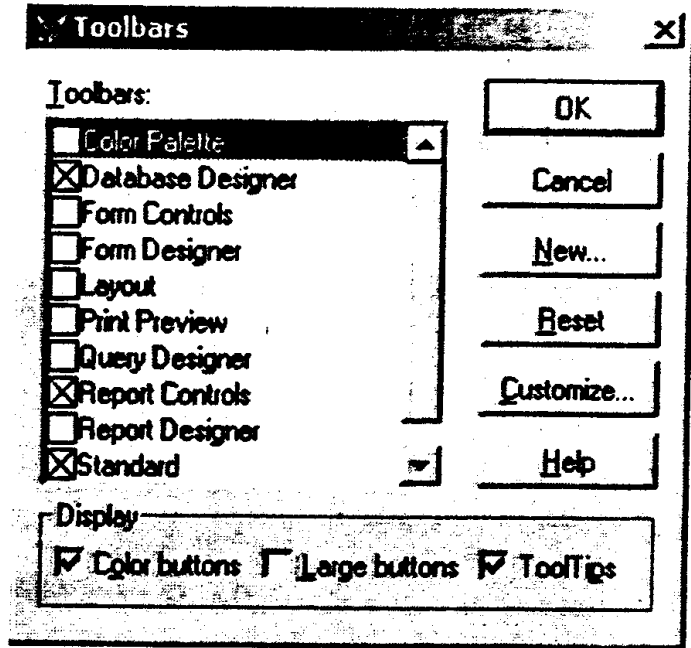 Toolbars
Toolbars:
Color Palette
Database Designer
Form Controls
Form Designer
Layout
Print Preview
Query Designer
Report Controls
Report Designer
Standard
OK
Cancel
New...
Reset
Customize...
Help
Display
Color buttons Large buttons ToolTips